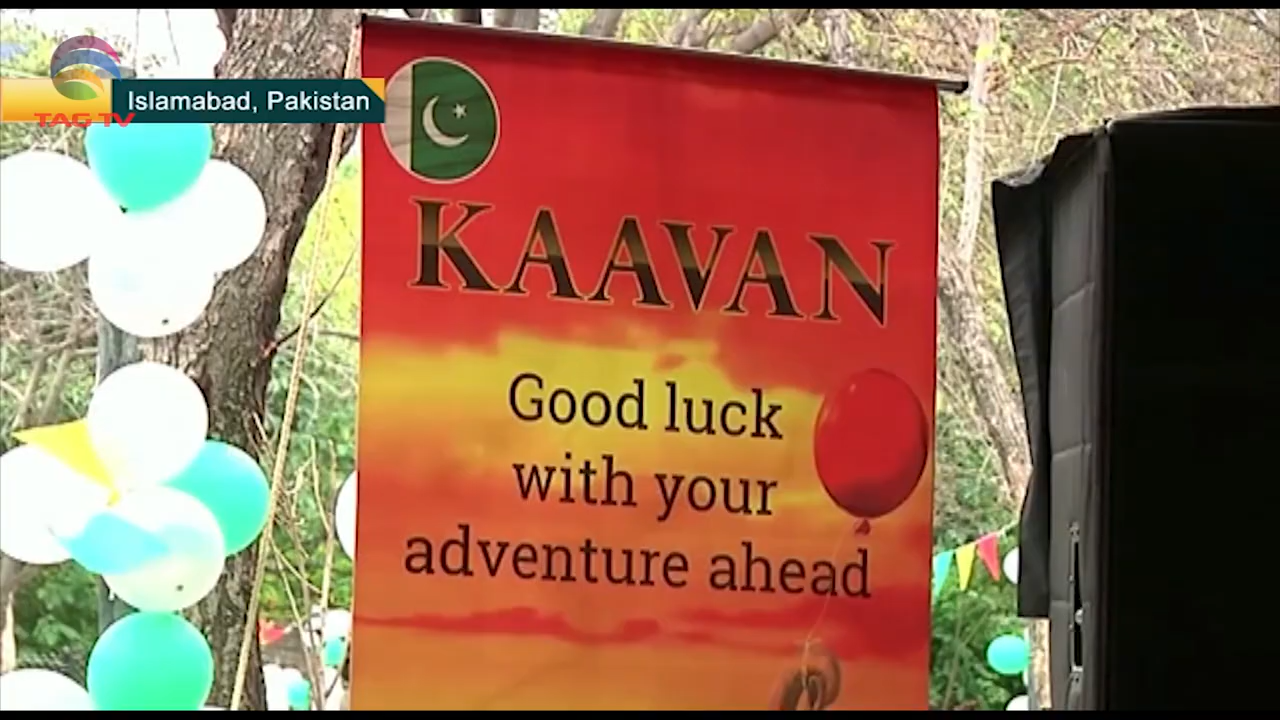 Islamabad, Pakistan
TAG TV
KAAVAN
Good luck
with your
adventure ahead